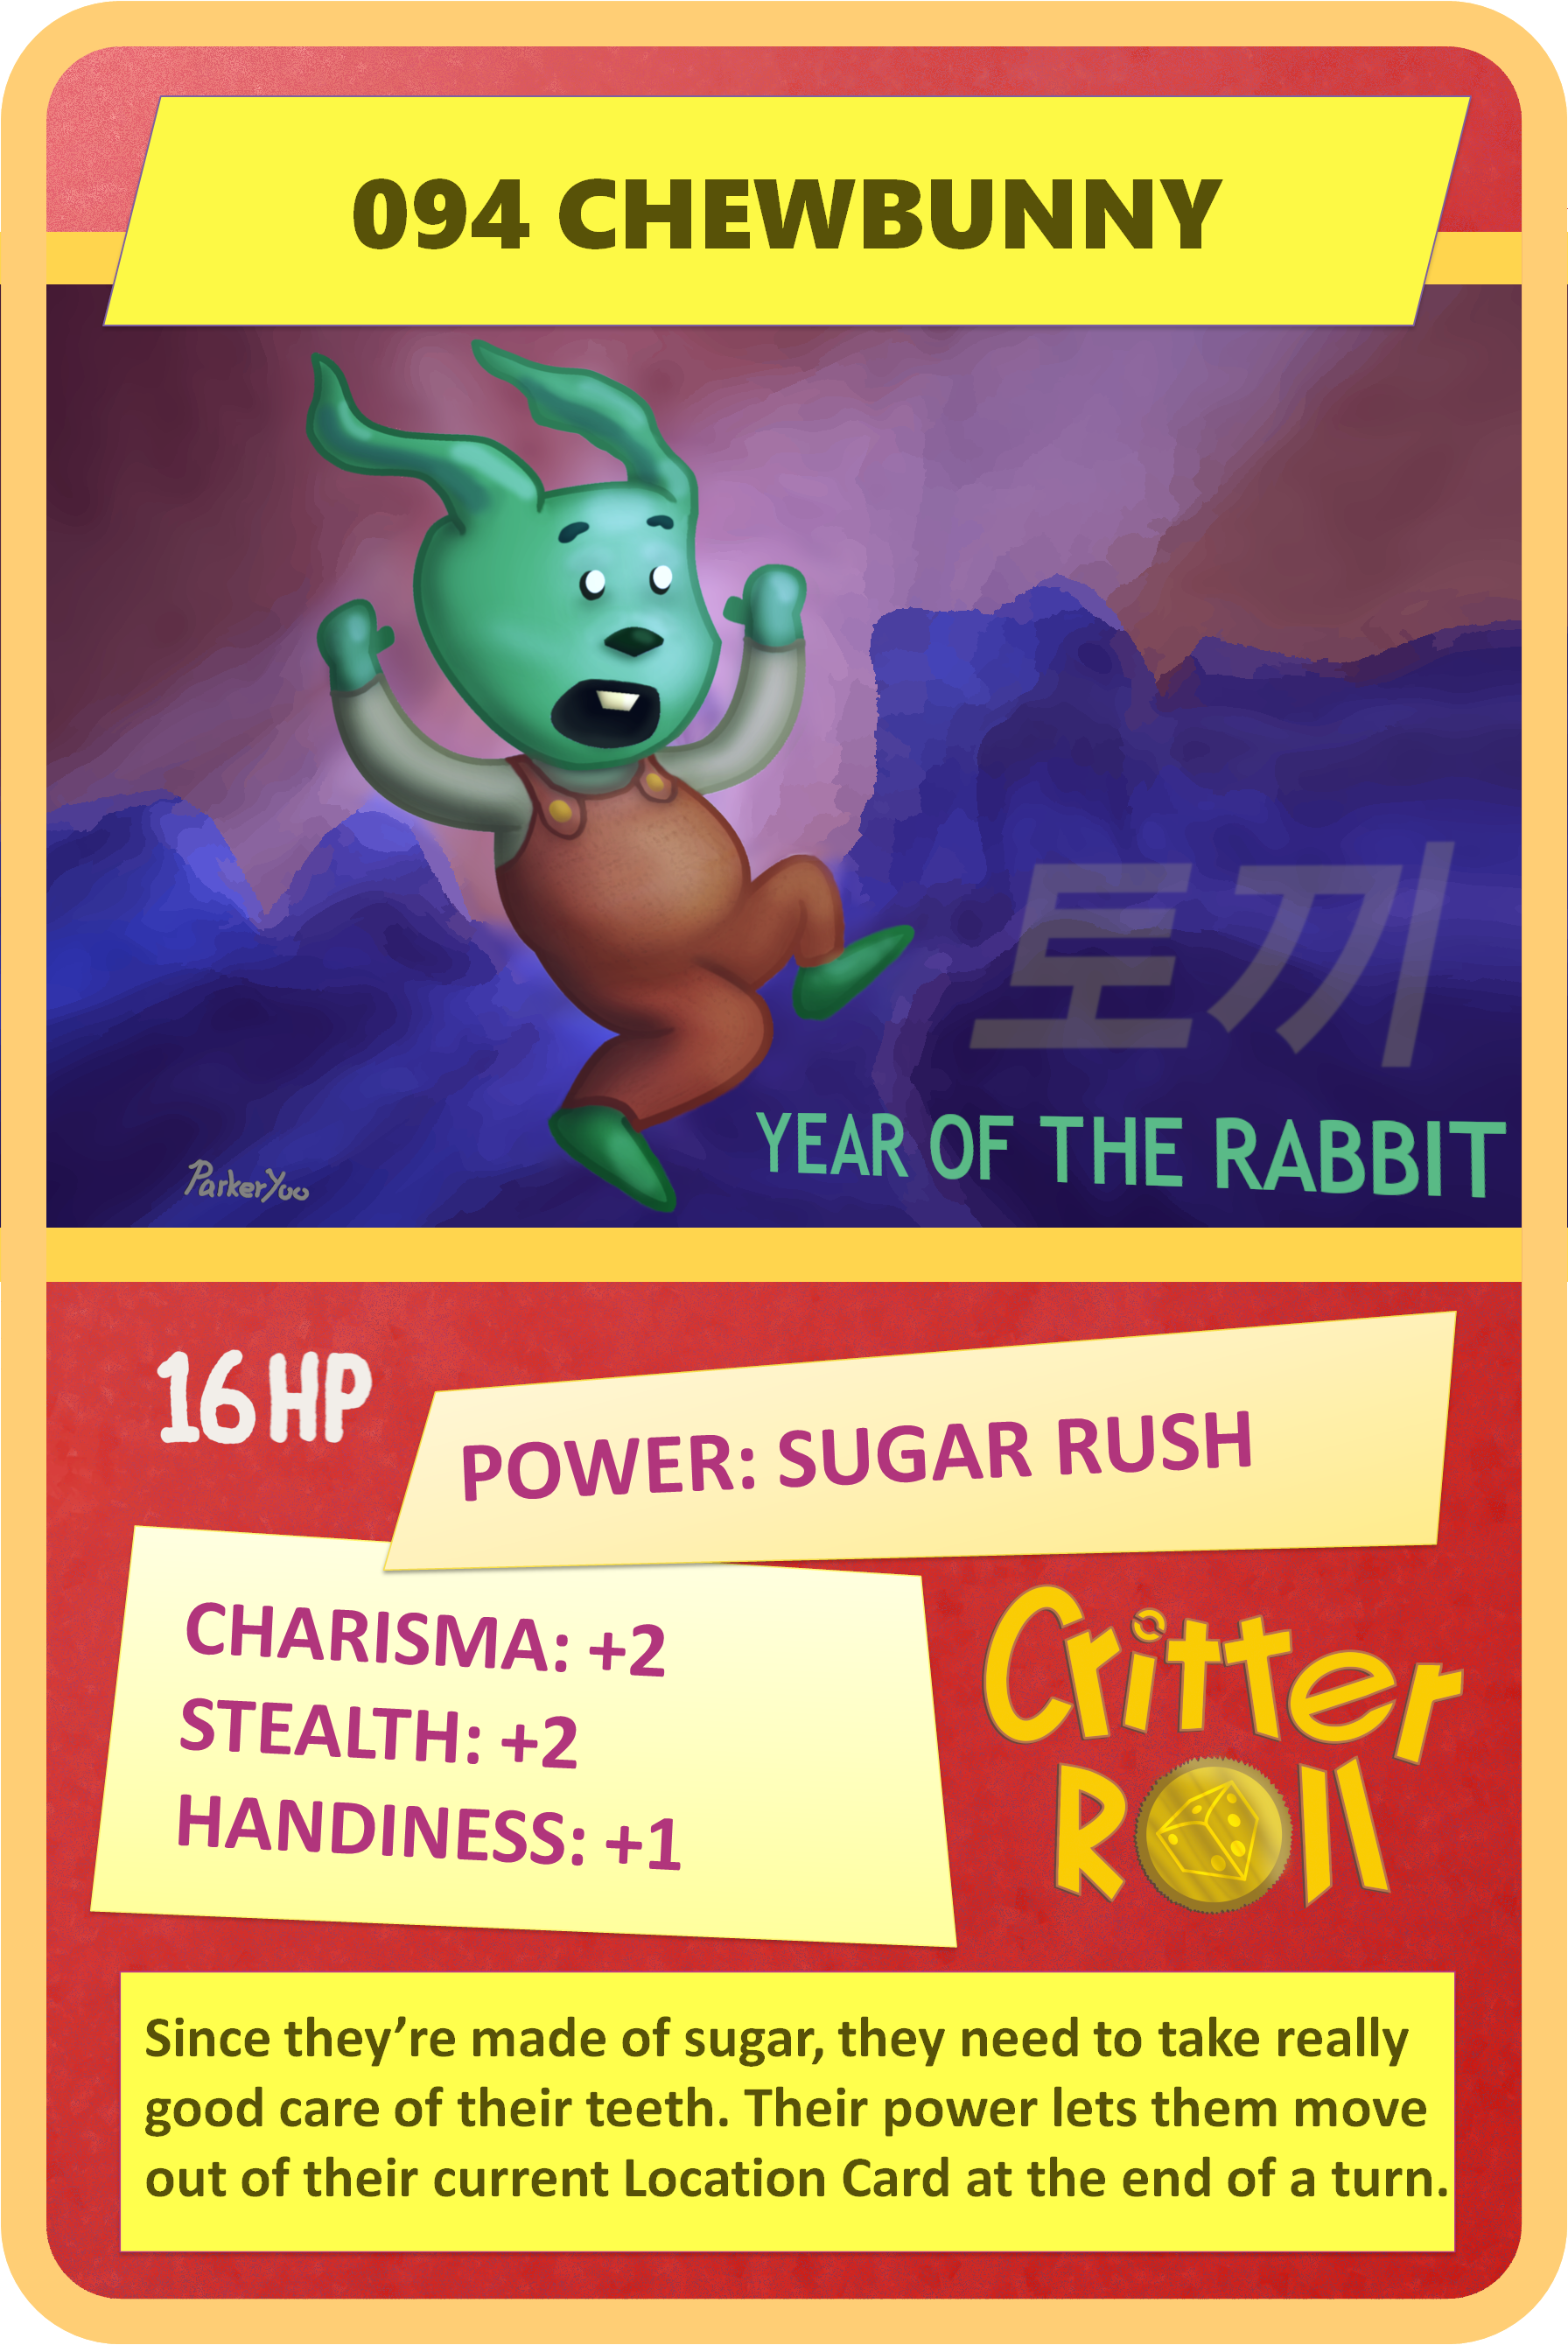 094 CHEWBUNNY
토끼
YEAR OF THE RABBIT
ParkerYoo
16 HP
POWER: SUGAR RUSH
CHARISMA: +2
STEALTH: +2
HANDINESS: +1
Critter
Roll
Since they’re made of sugar, they need to take really
good care of their teeth. Their power lets them move
out of their current Location Card at the end of a turn.